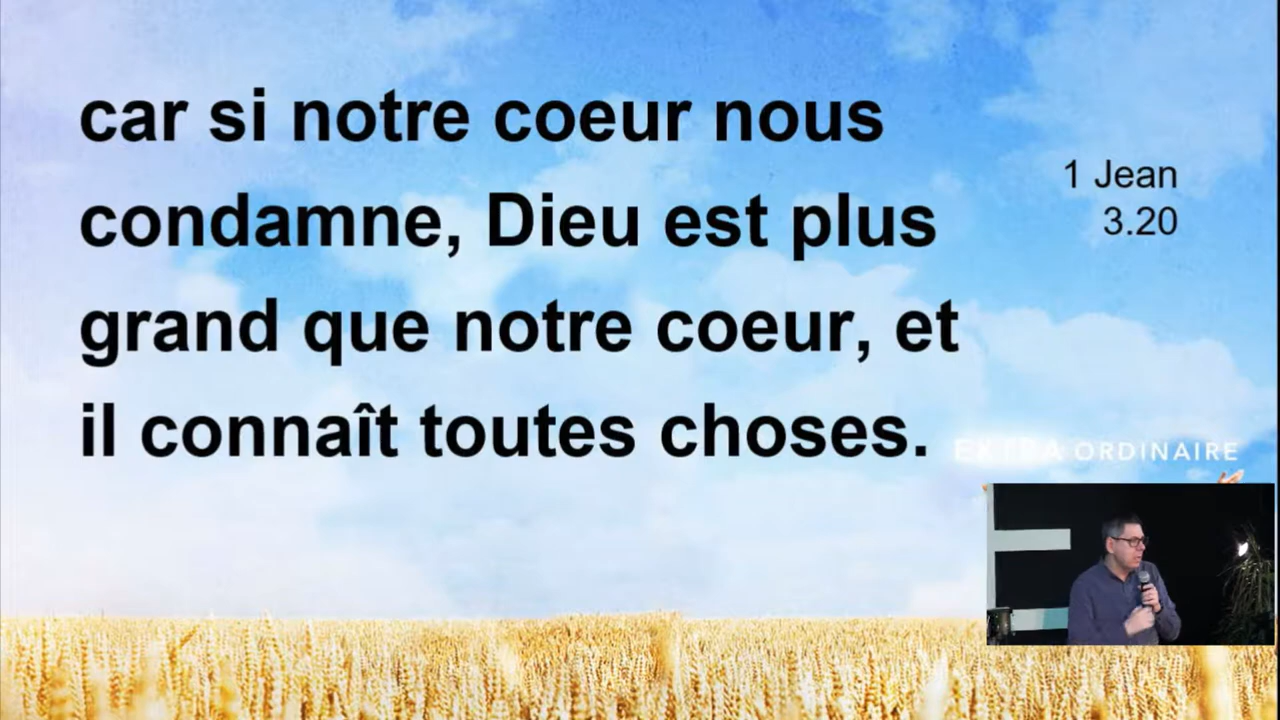 car si notre coeur nous
condamne, Dieu est plus
grand que notre coeur, et
il connaît toutes choses.
1 Jean
3.20
EXTRA ORDINAIRE